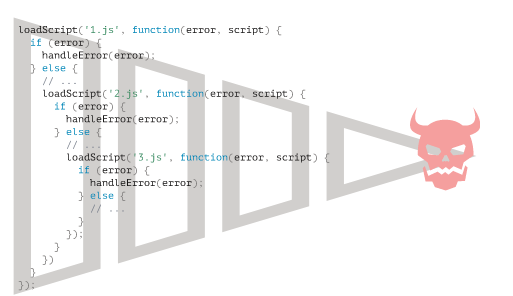 loadScript('1.js', function(error, script) {
  if (error) {
    handleError(error);
  } else {
    // ...
    loadScript('2.js', function(error, script) {
      if (error) {
        handleError(error);
      } else {
        // ...
        loadScript('3.js', function(error, script) {
          if (error) {
            handleError(error);
          } else {
            // ...
          }
        });
      }
    })
  }
});